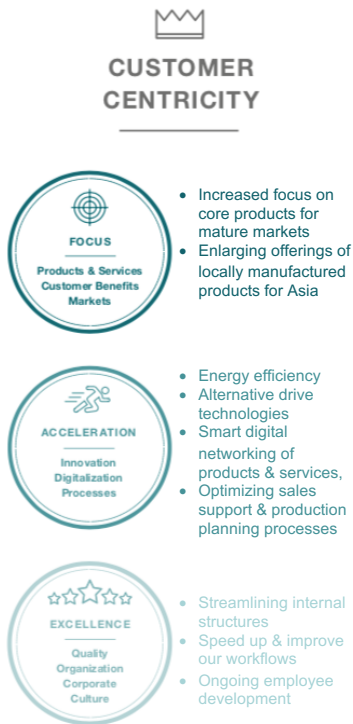 CUSTOMER
CENTRICITY
FOCUS
Products & Services
Customer Benefits
Markets
• Increased focus on
core products for
mature markets
• Enlarging offerings of
locally manufactured
products for Asia
ACCELERATION
Innovation
Digitalization
Processes
• Energy efficiency
• Alternative drive
technologies
• Smart digital
networking of
products & services,
• Optimizing sales
support & production
planning processes
EXCELLENCE
Quality
Organization
Corporate
Culture
• Streamlining internal
structures
• Speed up & improve
our workflows
• Ongoing employee
development